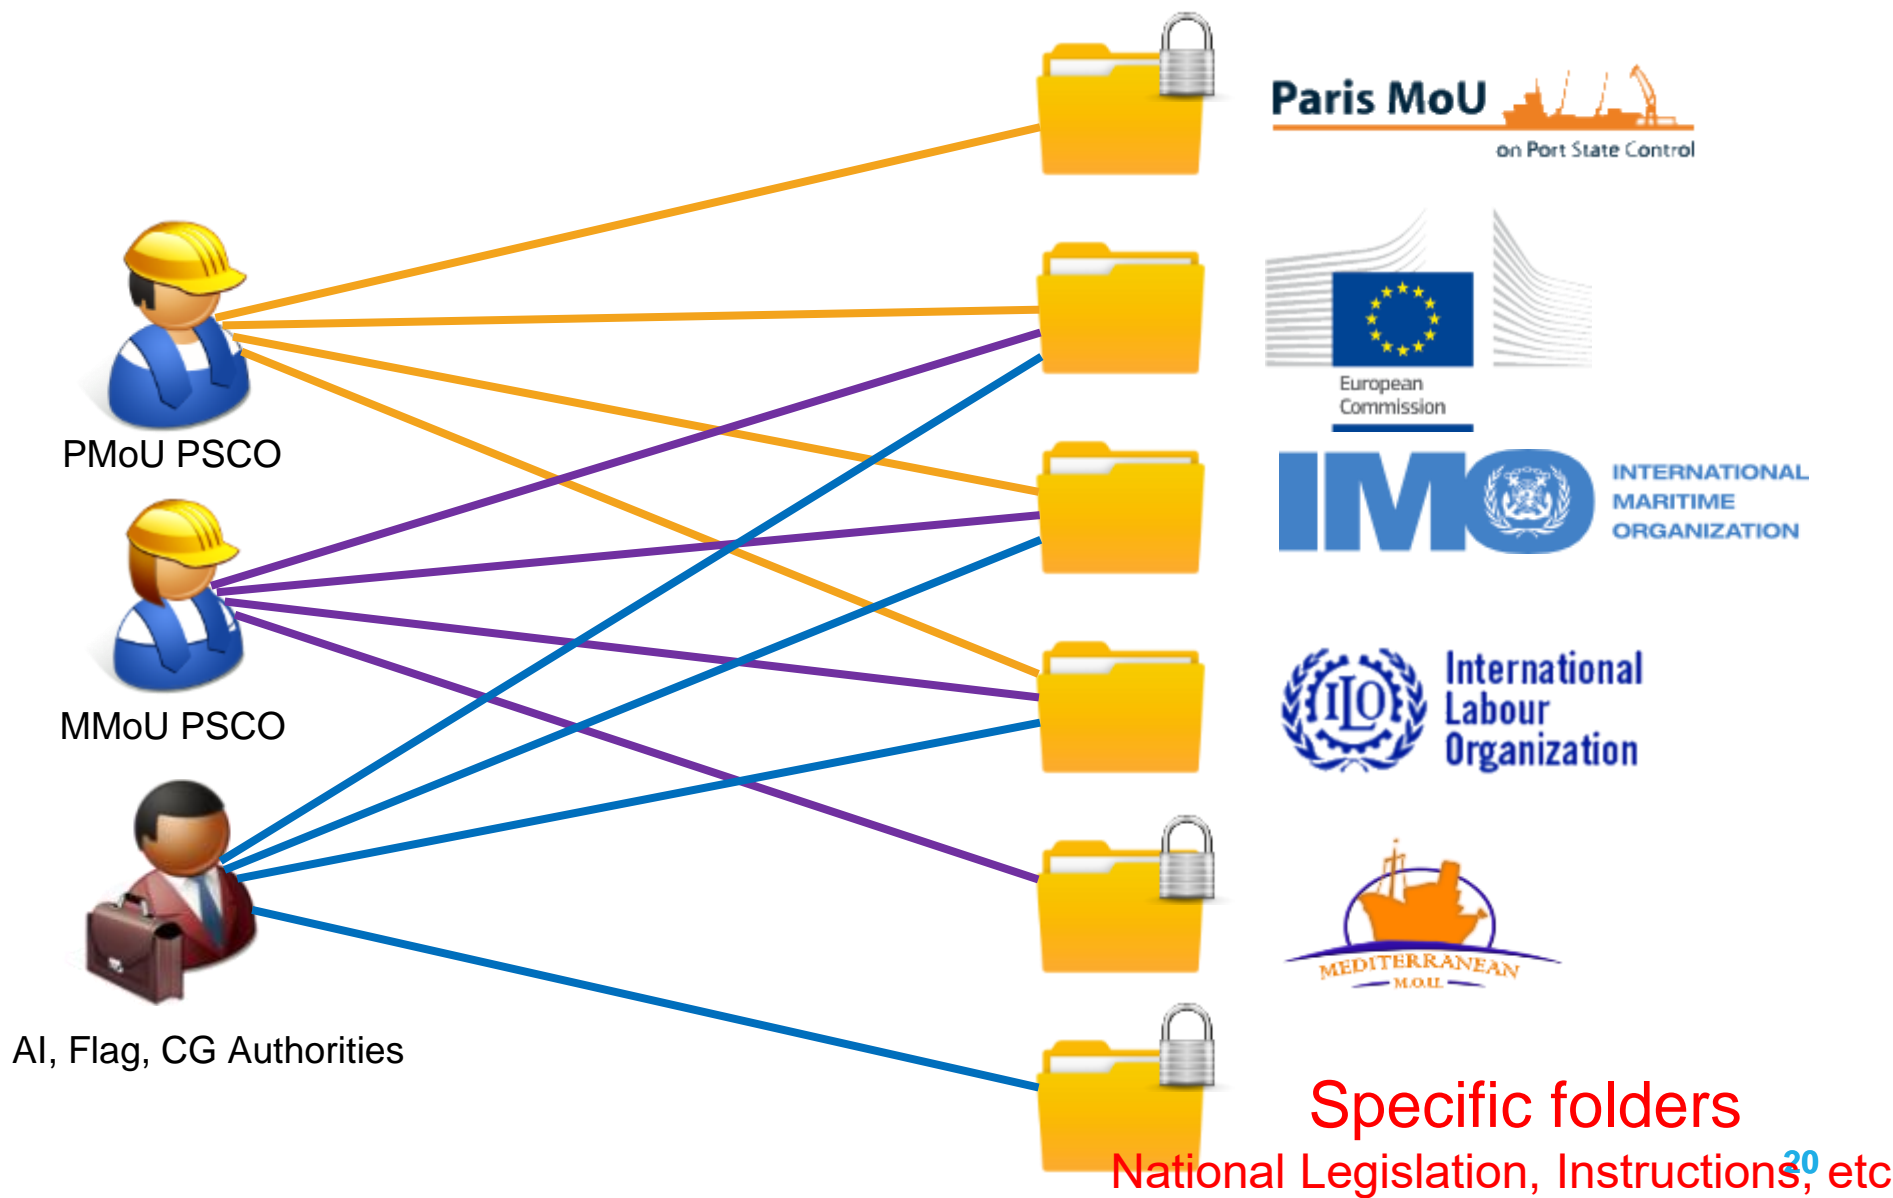 Paris MoU
on Port State Control
European
Commission
PMoU PSCO
IMO INTERNATIONAL
MARITIME
ORGANIZATION
MMoU PSCO
ILO
International
Labour
Organization
MEDITERRANEAN
M.O.U.
AI, Flag, CG Authorities
Specific folders
National Legislation, Instructions, etc
20